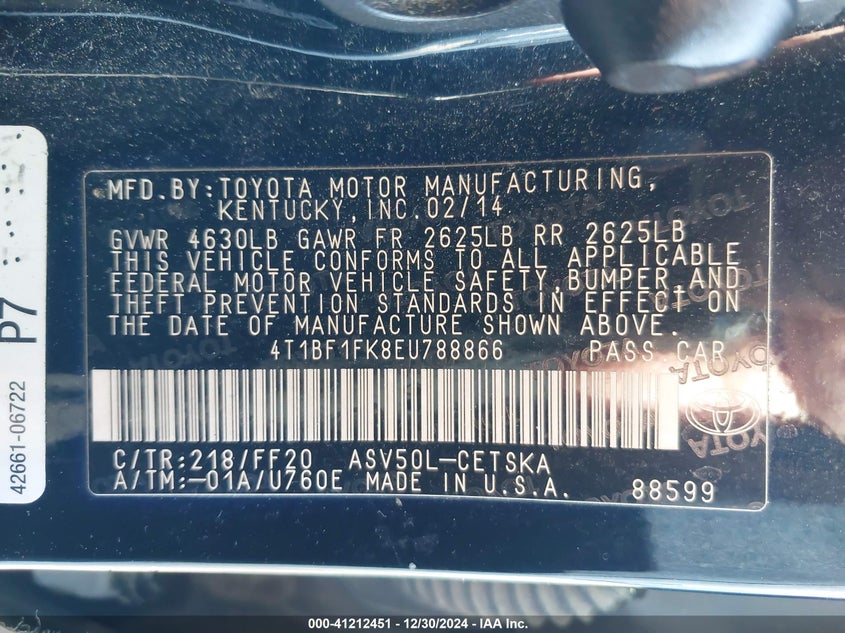 MFD.BY:TOYOTA MOTOR MANUFACTURING,
KENTUCKY,INC.02/14
GVWR 4630LB GAWR FR 2625LB RR 2625LB
THIS VEHICLE CONFORMS TO ALL APPLICABLE
FEDERAL MOTOR VEHICLE SAFETY,BUMPER,AND
THEFT PREVENTION STANDARDS IN EFFECT ON
THE DATE OF MANUFACTURE SHOWN ABOVE.
4T1BF1FK8EU788866 PASS CAR
C/TR:218/FF20 ASV50L-CETSKA
A/TM:-01A/U760E MADE IN U.S.A. 88599
TOYOTA
P7
42661-06722
000-41212451 - 12/30/2024 - IAA Inc.